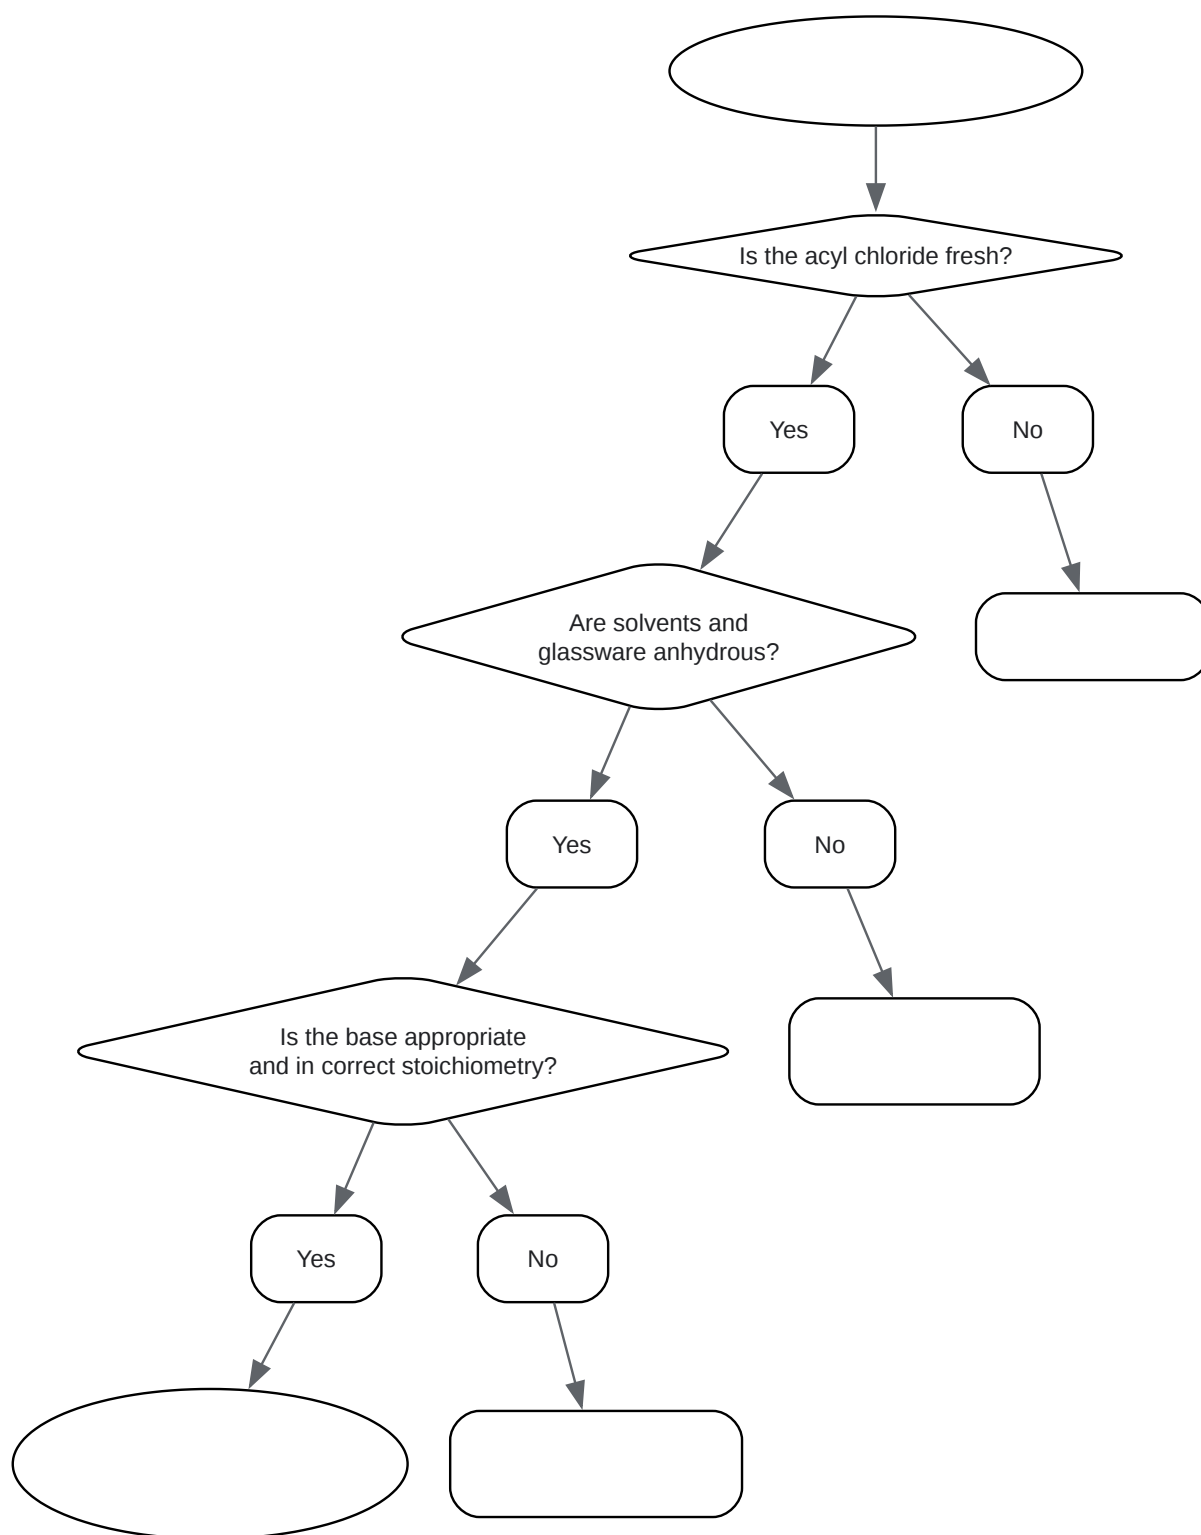 Is the acyl chloride fresh?
Yes
No
Are solvents and
glassware anhydrous?
Yes
No
Is the base appropriate
and in correct stoichiometry?
Yes
No